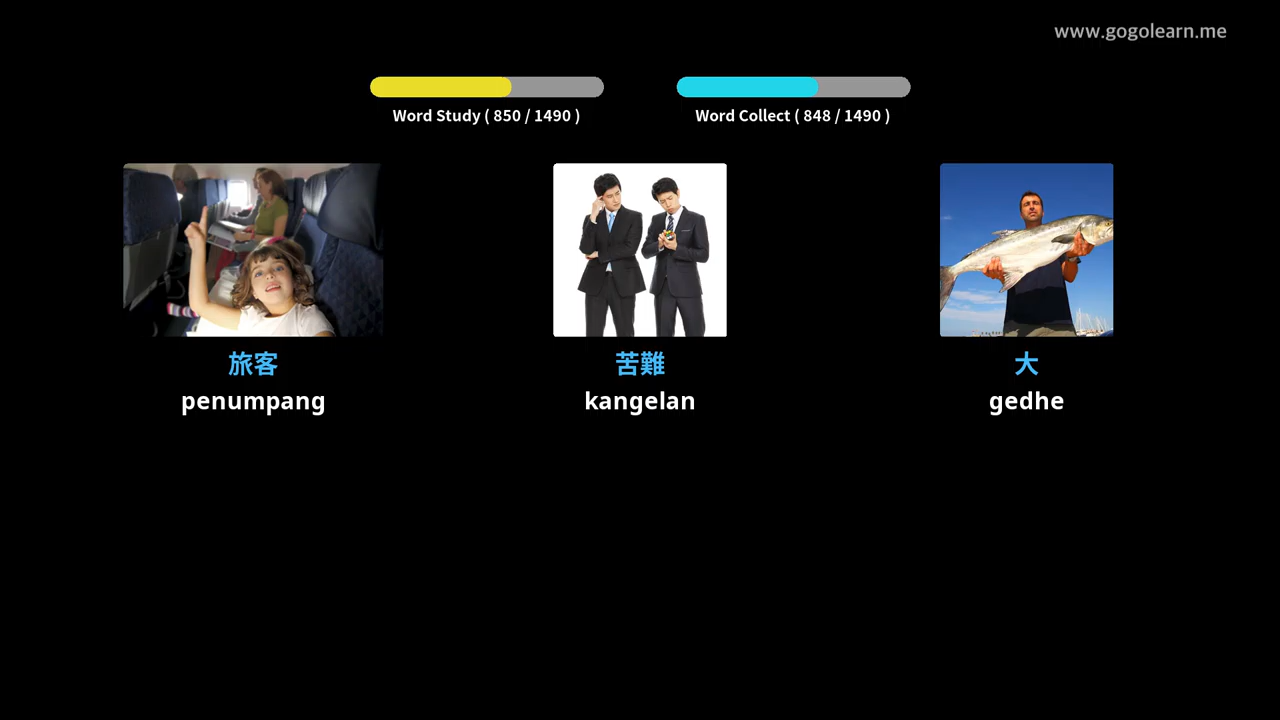 www.gogolearn.me
Word Study ( 850 / 1490 )
Word Collect ( 848 / 1490 )
旅客
苦難
大
penumpang
kangelan
gedhe